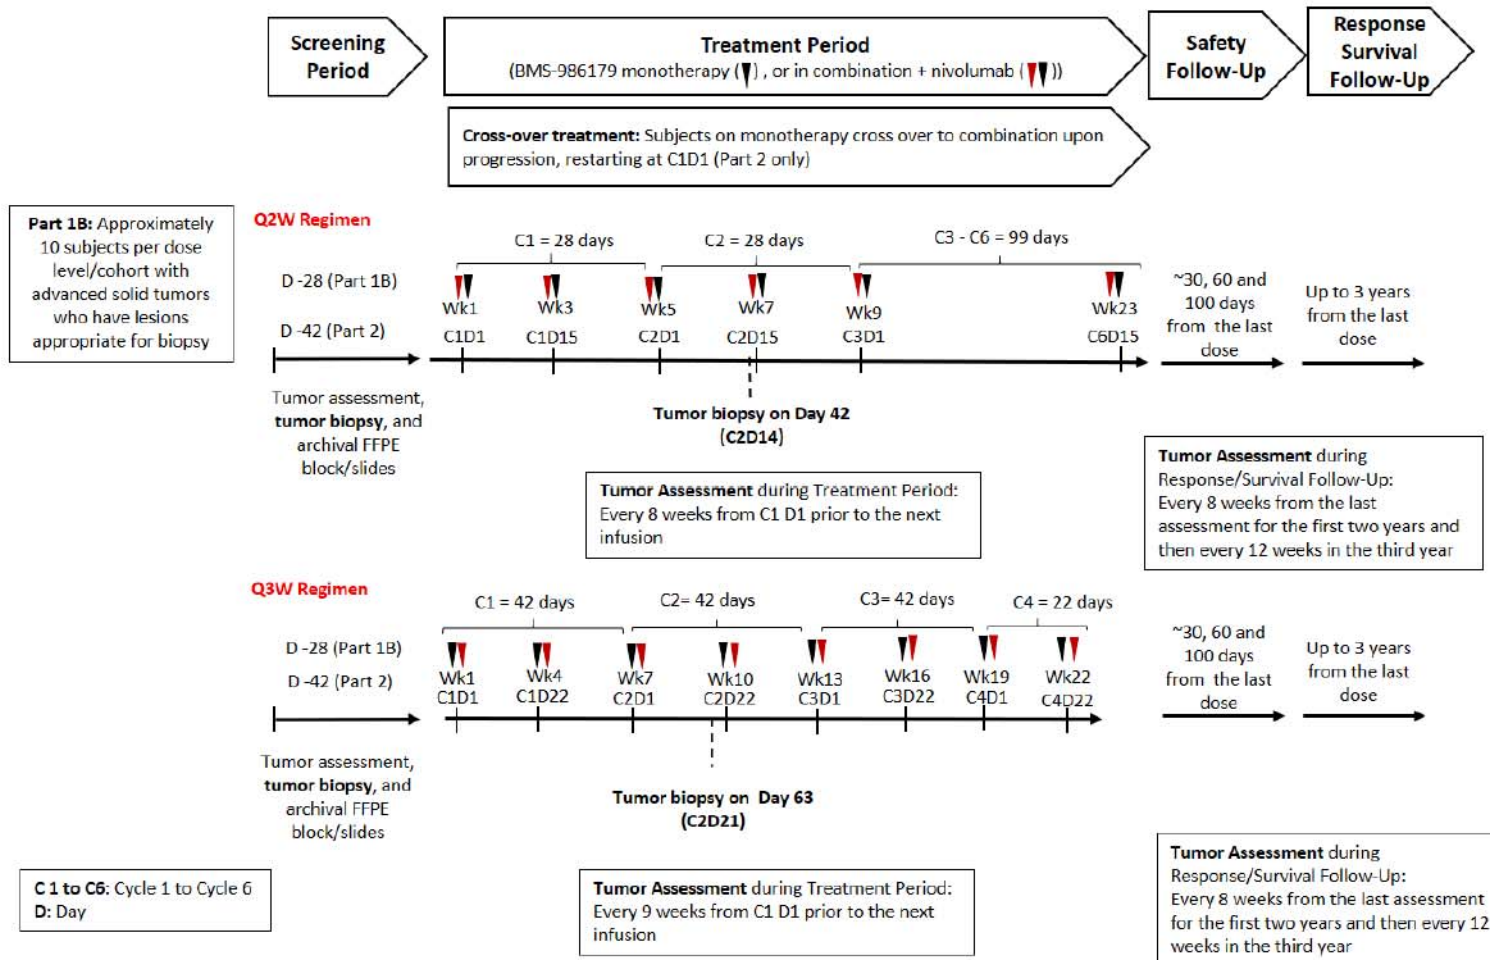 Screening
Period
Treatment Period
(BMS-986179 monotherapy ( ) , or in combination + nivolumab ( ))
Safety
Follow-Up
Response
Survival
Follow-Up
Cross-over treatment: Subjects on monotherapy cross over to combination upon
progression, restarting at C1D1 (Part 2 only)
Part 1B: Approximately
10 subjects per dose
level/cohort with
advanced solid tumors
who have lesions
appropriate for biopsy
Q2W Regimen
C1 = 28 days
C2 = 28 days
C3 - C6 = 99 days
D -28 (Part 1B)
Wk1
Wk3
Wk5
Wk7
Wk9
Wk23
D -42 (Part 2)
C1D1
C1D15
C2D1
C2D15
C3D1
C6D15
~30, 60 and
100 days
from the last
dose
Up to 3 years
from the last
dose
Tumor assessment,
tumor biopsy, and
archival FFPE
block/slides
Tumor biopsy on Day 42
(C2D14)
Tumor Assessment during Treatment Period:
Every 8 weeks from C1 D1 prior to the next
infusion
Tumor Assessment during
Response/Survival Follow-Up:
Every 8 weeks from the last
assessment for the first two years and
then every 12 weeks in the third year
Q3W Regimen
C1 = 42 days
C2= 42 days
C3= 42 days
C4 = 22 days
D -28 (Part 1B)
D -42 (Part 2)
Wk1
Wk4
Wk7
Wk10
Wk13
Wk16
Wk19
Wk22
C1D1
C1D22
C2D1
C2D22
C3D1
C3D22
C4D1
C4D22
~30, 60 and
100 days
from the last
dose
Up to 3 years
from the last
dose
Tumor assessment,
tumor biopsy, and
archival FFPE
block/slides
Tumor biopsy on Day 63
(C2D21)
C 1 to C6: Cycle 1 to Cycle 6
D: Day
Tumor Assessment during Treatment Period:
Every 9 weeks from C1 D1 prior to the next
infusion
Tumor Assessment during
Response/Survival Follow-Up:
Every 8 weeks from the last assessment
for the first two years and then every 12
weeks in the third year